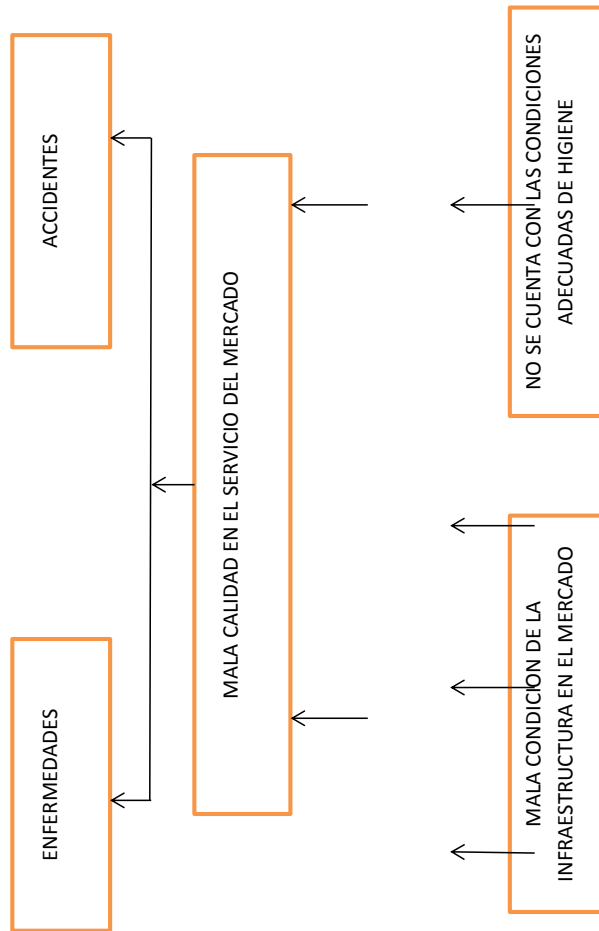 ENFERMEDADES
ACCIDENTES
MALA CALIDAD EN EL SERVICIO DEL MERCADO
MALA CONDICION DE LA
INFRAESTRUCTURA EN EL MERCADO
NO SE CUENTA CON LAS CONDICIONES
ADECUADAS DE HIGIENE